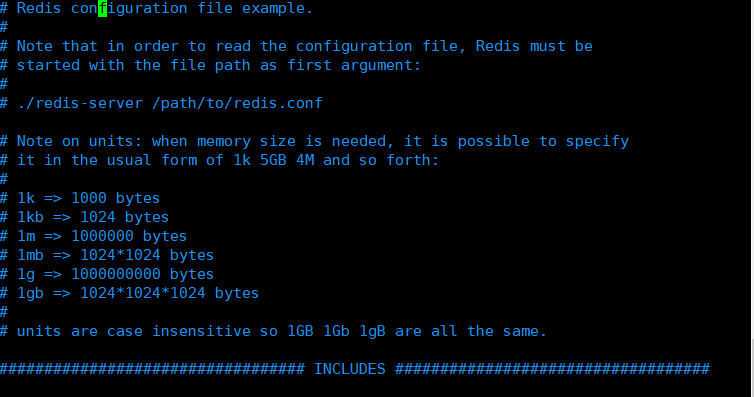 # Redis configuration file example.
#
# Note that in order to read the configuration file, Redis must be
# started with the file path as first argument:
#
# ./redis-server /path/to/redis.conf
# Note on units: when memory size is needed, it is possible to specify
# it in the usual form of 1k 5GB 4M and so forth:
#
# 1k => 1000 bytes
# 1kb => 1024 bytes
# 1m => 1000000 bytes
# 1mb => 1024*1024 bytes
# 1g => 1000000000 bytes
# 1gb => 1024*1024*1024 bytes
#
# units are case insensitive so 1GB 1Gb 1gB are all the same.
################################## INCLUDES ###################################